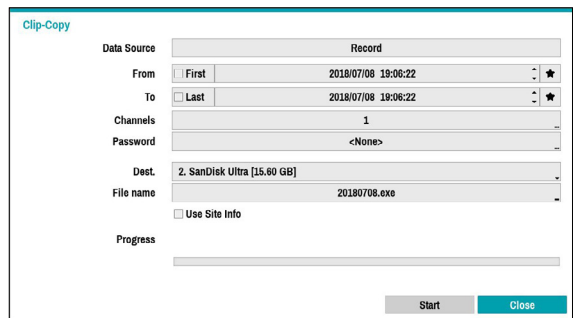 Clip-Copy
Data Source Record
From First 2018/07/08 19:06:22
To Last 2018/07/08 19:06:22
Channels 1 ...
Password <None> ...
Dest. 2. SanDisk Ultra [15.60 GB]
File name 20180708.exe
Use Site Info
Progress
Start Close